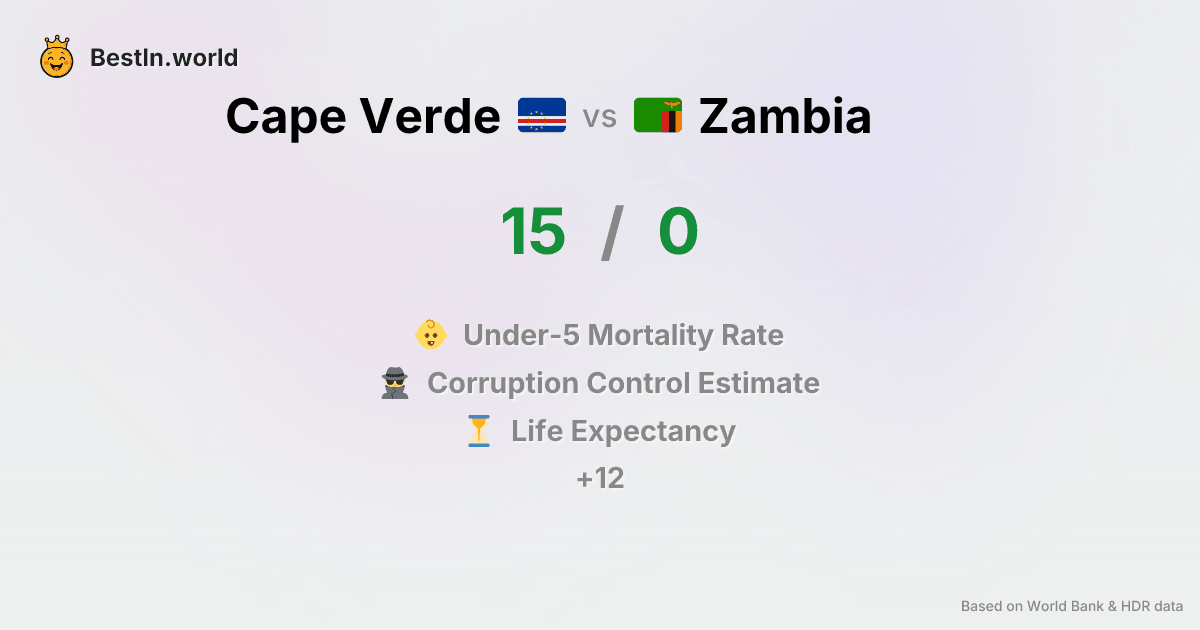 BestIn.world
Cape Verde vs Zambia
15 / 0
Under-5 Mortality Rate
Corruption Control Estimate
Life Expectancy
+12
Based on World Bank & HDR data